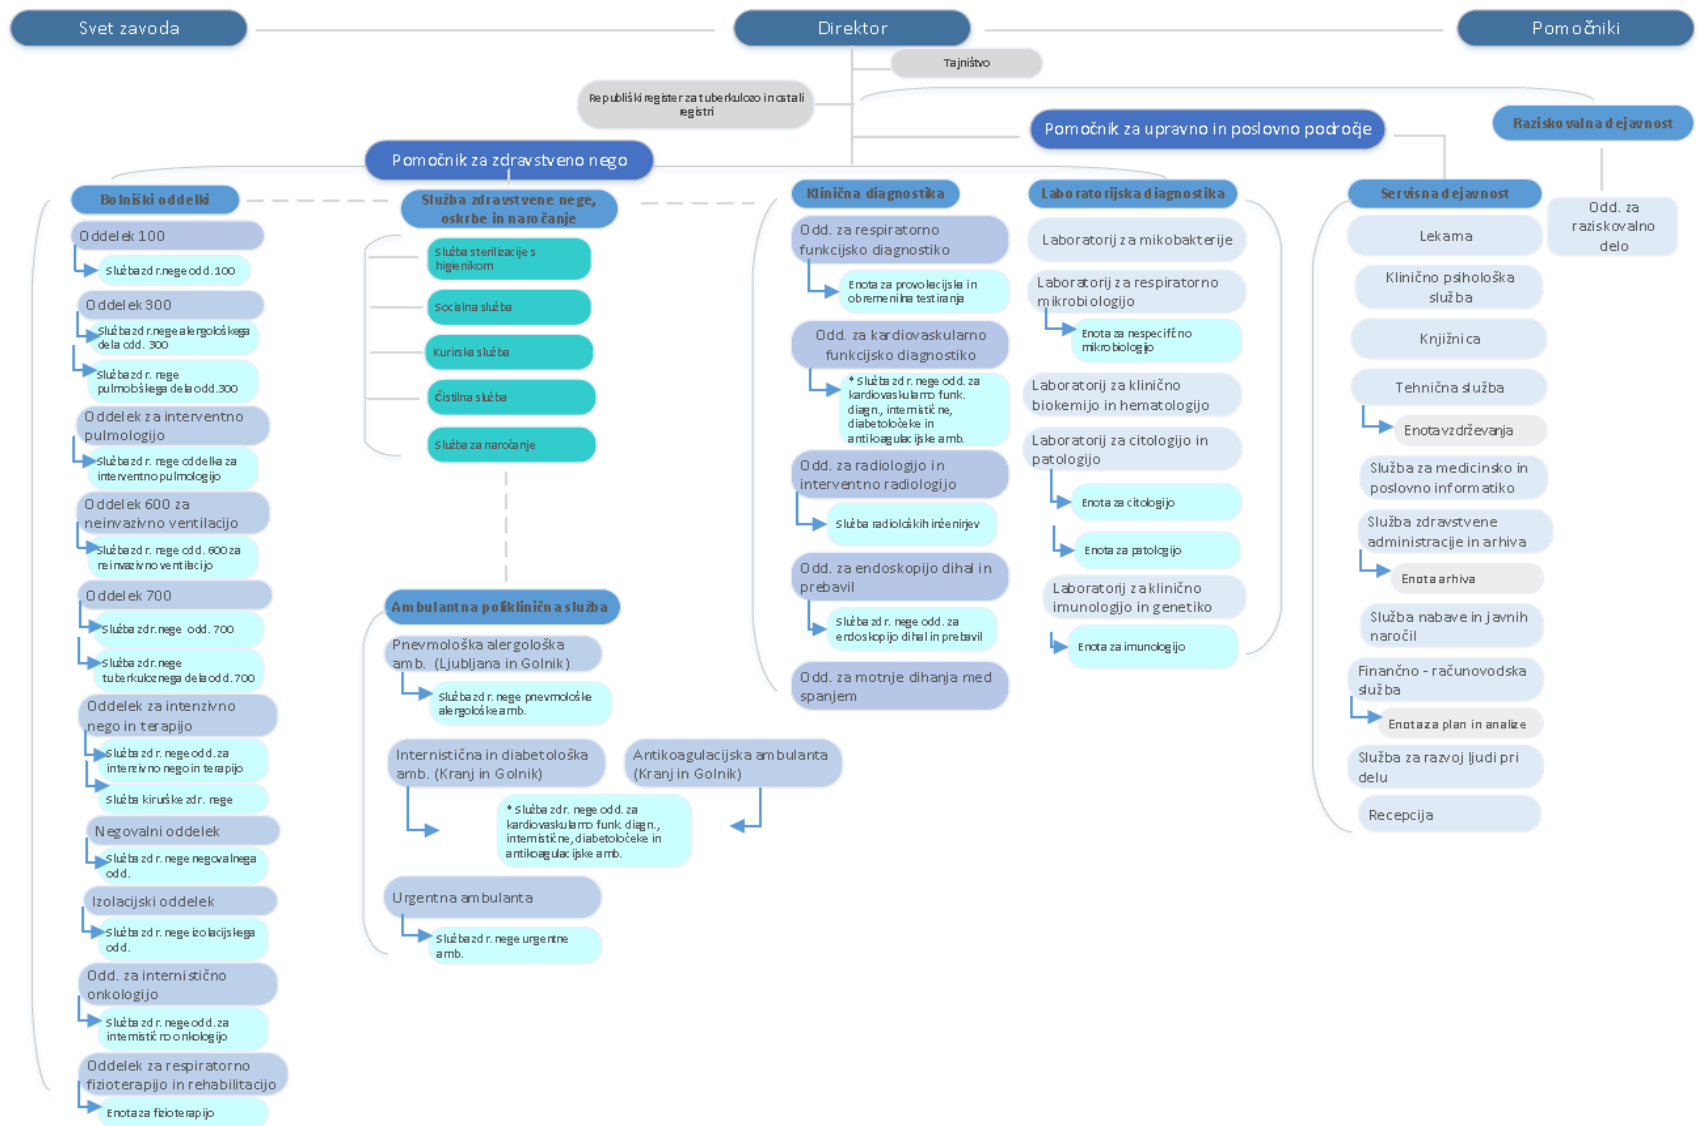 Svet zavoda
Direktor
Pomočniki
Tajništvo
Republiški register za tuberkulozo in ostali
registri
Pomočnik za upravno in poslovno področje
Raziskovalna dejavnost
Odd. za
raziskovalno
delo
Pomočnik za zdravstveno nego
Bolniški oddelki
Oddelek 100
Služba zdr. nege odd. 100
Oddelek 300
Služba zdr. nege alergološkega
dela odd. 300
Služba zdr. nege
pulmološkega dela odd.300
Oddelek za interventno
pulmologijo
Služba zdr. nege oddelka za
interventno pulmologijo
Oddelek 600 za
neinvazivno ventilacijo
Služba zdr. nege odd. 600 za
neinvazivno ventilacijo
Oddelek 700
Služba zdr. nege odd. 700
Služba zdr. nege
tuberkuloznega dela odd. 700
Oddelek za intenzivno
nego in terapijo
Služba zdr. nege odd. za
intenzivno nego in terapijo
Služba kirurške zdr. nege
Negovalni oddelek
Služba zdr. nege negovalnega
odd.
Izolacijski oddelek
Služba zdr. nege izolacijskega
odd.
Odd. za internistično
onkologijo
Služba zdr. nege odd. za
internistično onkologijo
Oddelek za respiratorno
fizioterapijo in rehabilitacijo
Enota za fizioterapijo
Služba zdravstvene nege,
oskrbe in naročanje
Služba sterilizacije s
higienikom
Socialna služba
Kurirska služba
Čistilna služba
Služba za naročanje
Ambulantna poliklinična služba
Pnevmološka alergološka
amb. (Ljubljana in Golnik)
Služba zdr. nege pnevmološke
alergološke amb.
Internistična in diabetološka
amb. (Kranj in Golnik)
Antikoagulacijska ambulanta
(Kranj in Golnik)
* Služba zdr. nege odd. za
kardiovaskularno funk. diagn.,
internistične, diabetoločeke in
antikoagulacijske amb.
Urgentna ambulanta
Služba zdr. nege urgentne
amb.
Klinična diagnostika
Odd. za respiratorno
funkcijsko diagnostiko
Enota za provokacijska in
obremenilna testiranja
Odd. za kardiovaskularno
funkcijsko diagnostiko
* Služba zdr. nege odd. za
kardiovaskularno funk.
diagn., internistične,
diabetoločeke in
antikoagulacijske amb.
Odd. za radiologijo in
interventno radiologijo
Služba radioloških inženirjev
Odd. za endoskopijo dihal in
prebavil
Služba zdr. nege odd. za
endoskopijo dihal in prebavil
Odd. za motnje dihanja med
spanjem
Laboratorijska diagnostika
Laboratorij za mikobakterije
Laboratorij za respiratorno
mikrobiologijo
Enota za nespecifično
mikrobiologijo
Laboratorij za klinično
biokemijo in hematologijo
Laboratorij za citologijo in
patologijo
Enota za citologijo
Enota za patologijo
Laboratorij za klinično
imunologijo in genetiko
Enota za imunologijo
Servisna dejavnost
Lekarna
Klinično psihološka
služba
Knjižnica
Tehnična služba
Enota vzdrževanja
Služba za medicinsko in
poslovno informatiko
Služba zdravstvene
administracije in arhiva
Enota arhiva
Služba nabave in javnih
naročil
Finančno - računovodska
služba
Enota za plan in analize
Služba za razvoj ljudi pri
delu
Recepcija